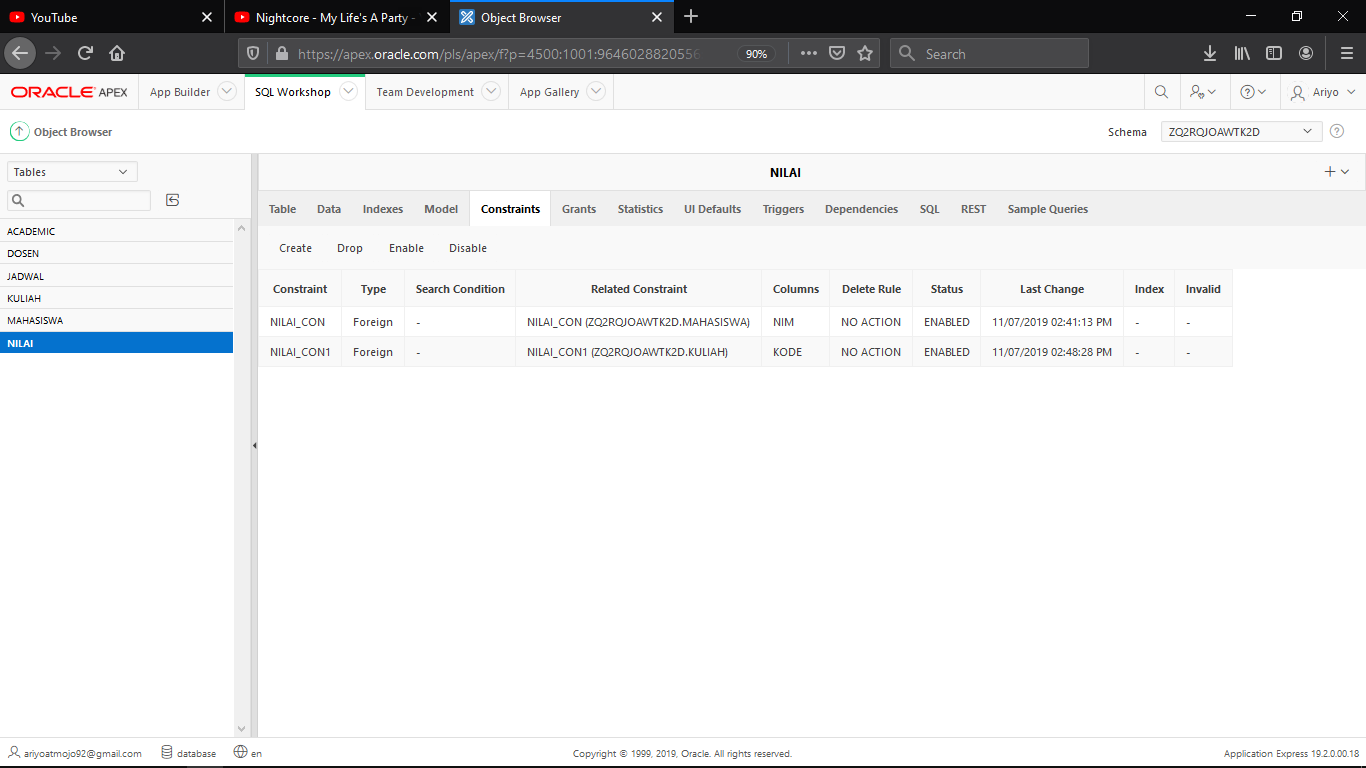 YouTube
Nightcore - My Life's A Party -
Object Browser
https://apex.oracle.com/pls/apex/f?p=4500:1001:9646028820556
90%
Search
ORACLE APEX
App Builder
SQL Workshop
Team Development
App Gallery
Ariyo
Object Browser
Schema
ZQ2RQJOAWTK2D
Tables
ACADEMIC
DOSEN
JADWAL
KULIAH
MAHASISWA
NILAI
NILAI
Table Data Indexes Model Constraints Grants Statistics UI Defaults Triggers Dependencies SQL REST Sample Queries
Create Drop Enable Disable
Constraint Type Search Condition Related Constraint Columns Delete Rule Status Last Change Index Invalid
NILAI_CON Foreign - NILAI_CON (ZQ2RQJOAWTK2D.MAHASISWA) NIM NO ACTION ENABLED 11/07/2019 02:41:13 PM - -
NILAI_CON1 Foreign - NILAI_CON1 (ZQ2RQJOAWTK2D.KULIAH) KODE NO ACTION ENABLED 11/07/2019 02:48:28 PM - -
ariyoatmojo92@gmail.com database en
Copyright © 1999, 2019, Oracle. All rights reserved.
Application Express 19.2.0.00.18